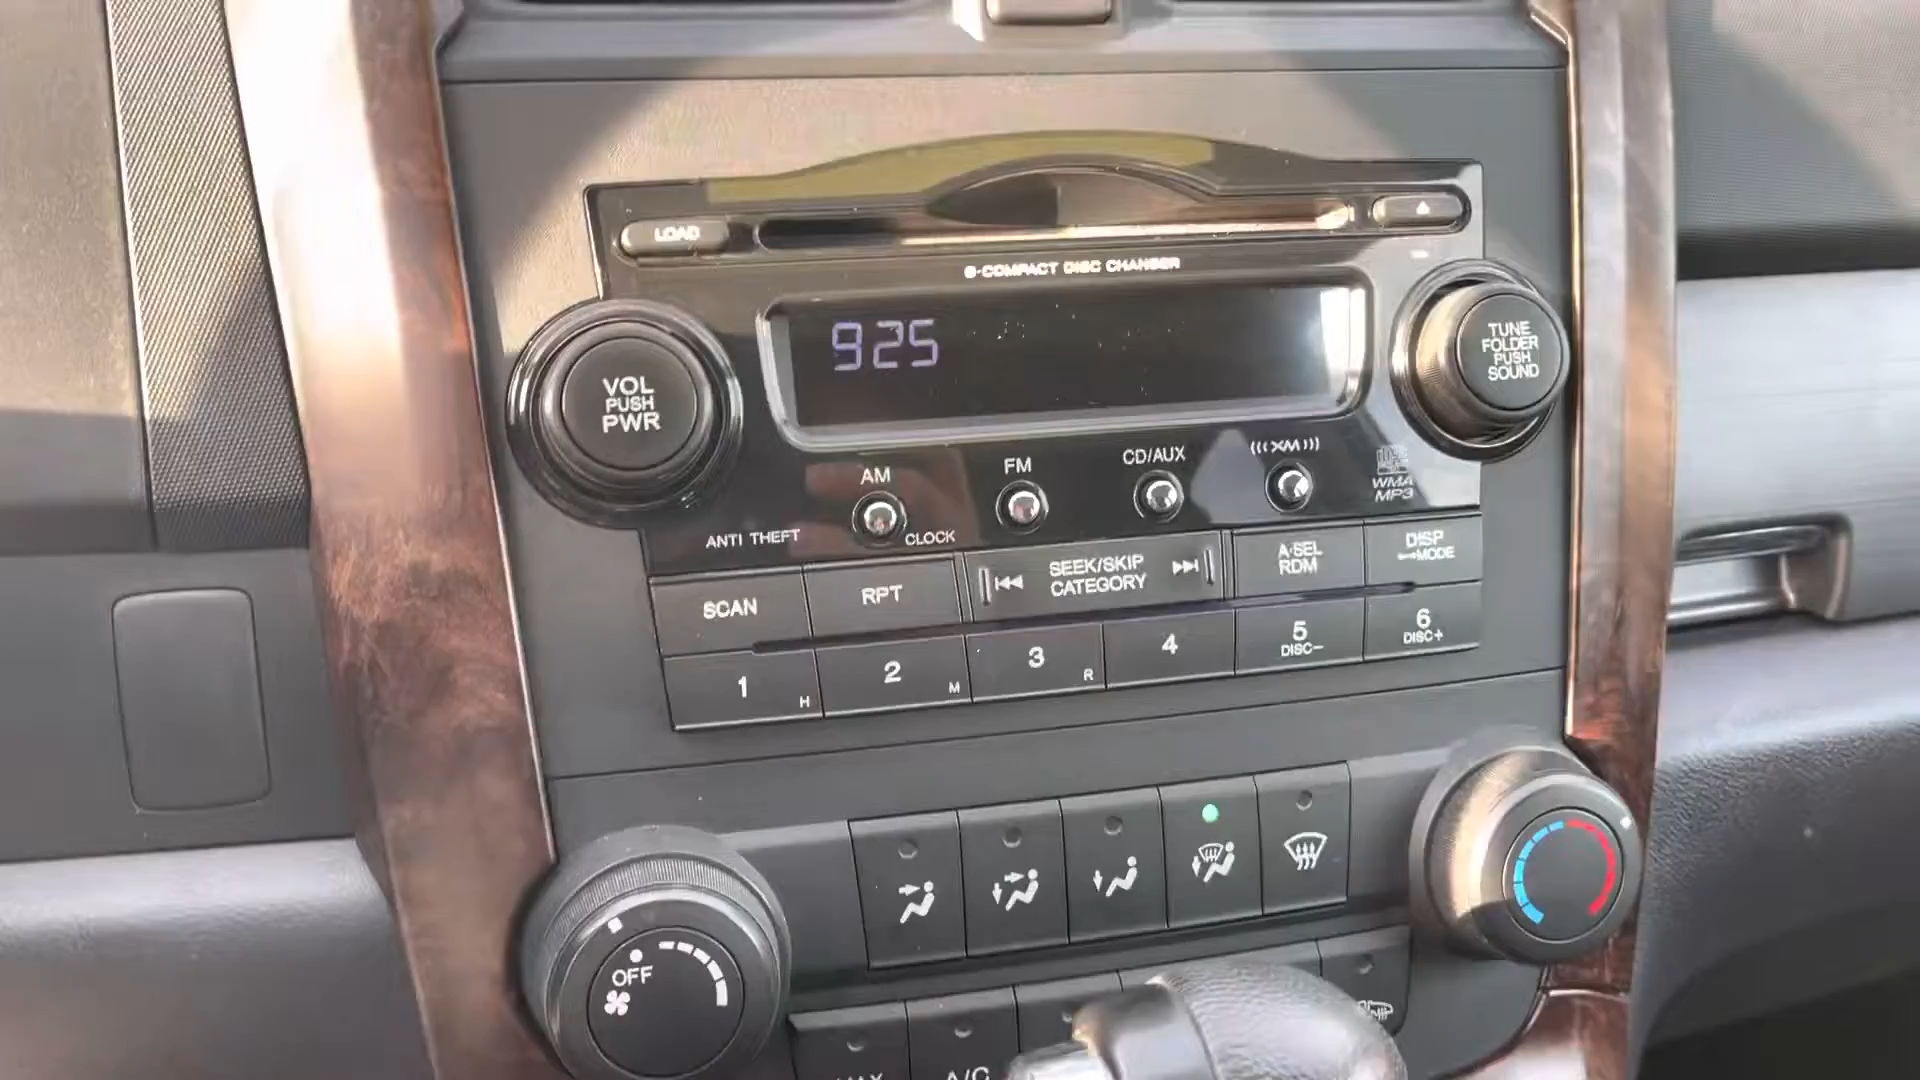 LOAD
6-COMPACT DISC CHANGER
925
VOL
PUSH
PWR
TUNE
FOLDER
PUSH
SOUND
AM
FM
CD/AUX
(((XM)))
WMA
MP3
ANTI THEFT
CLOCK
SCAN
RPT
SEEK/SKIP
CATEGORY
A·SEL
RDM
DISP
MODE
1 H
2 M
3 R
4
5
DISC−
6
DISC+
OFF
A/C